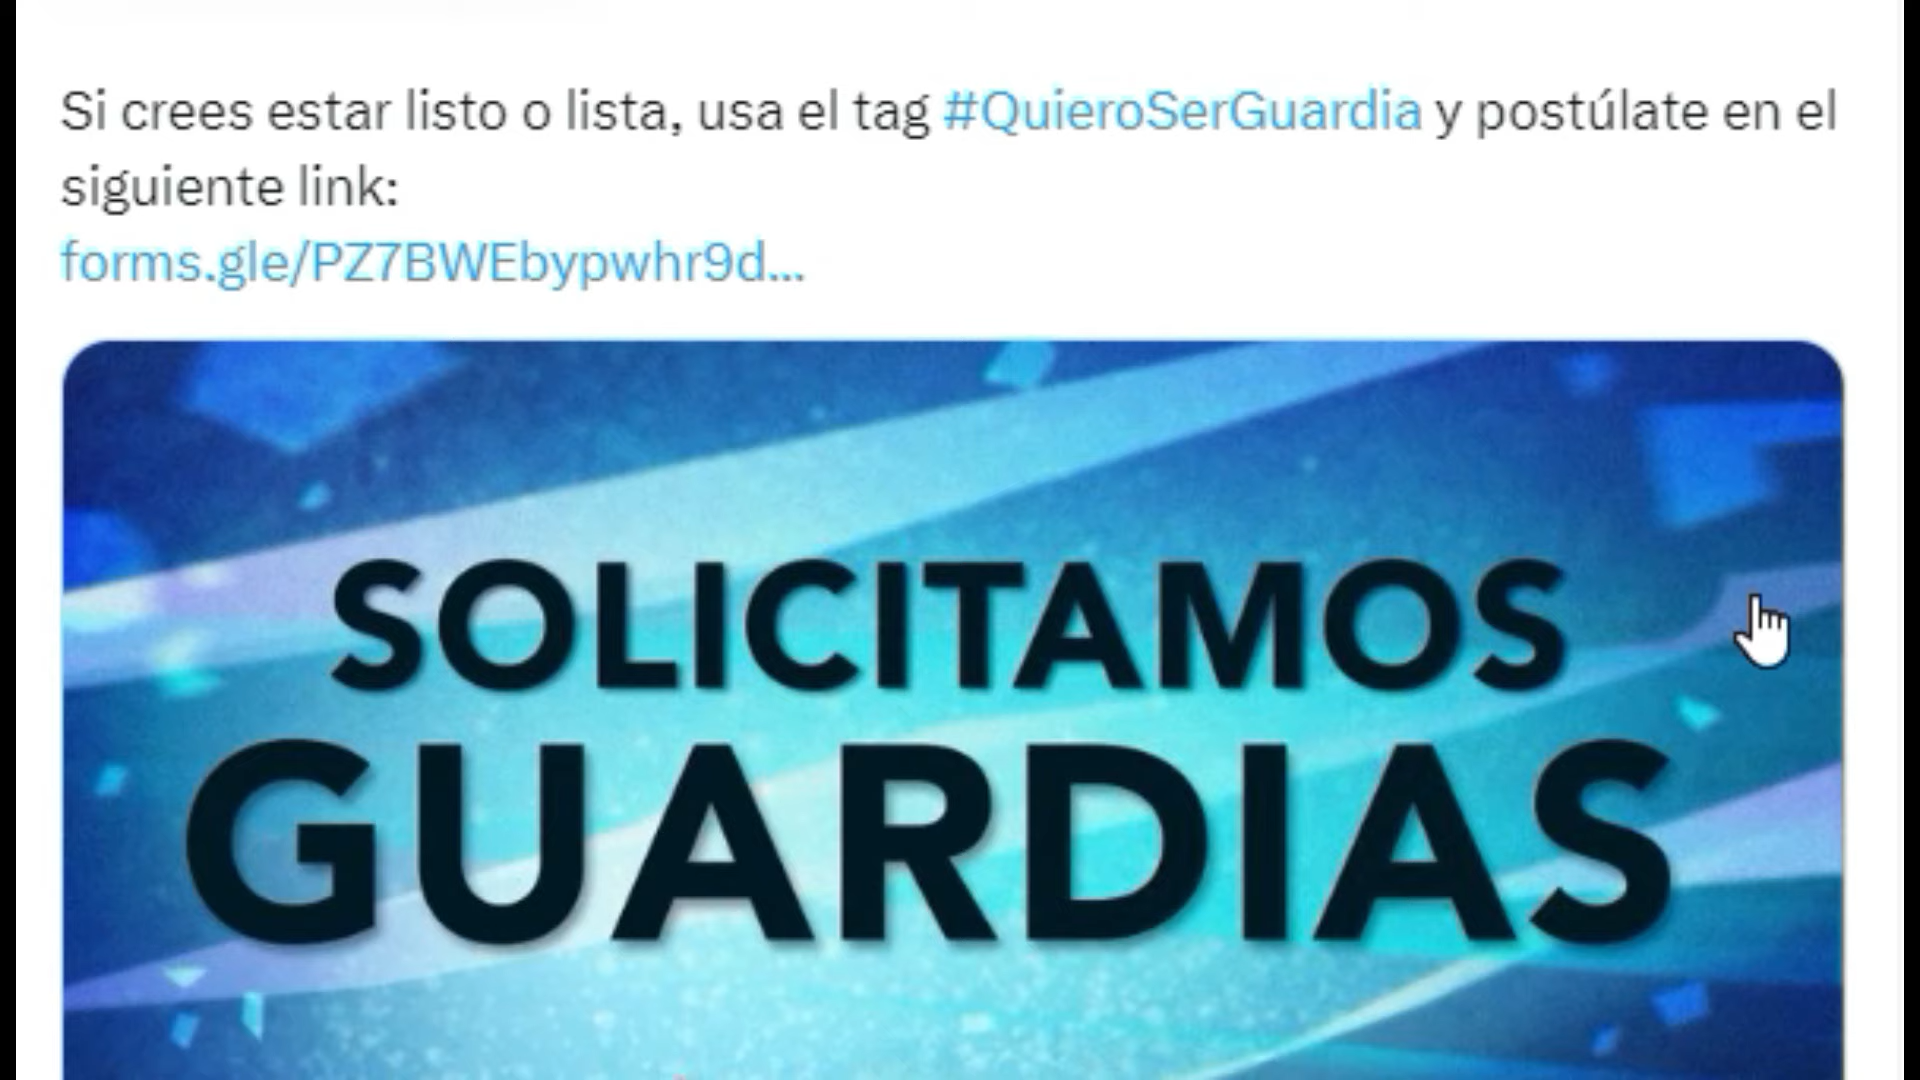 Si crees estar listo o lista, usa el tag #QuieroSerGuardia y postúlate en el
siguiente link:
forms.gle/PZ7BWEbypwhr9d...
SOLICITAMOS
GUARDIAS